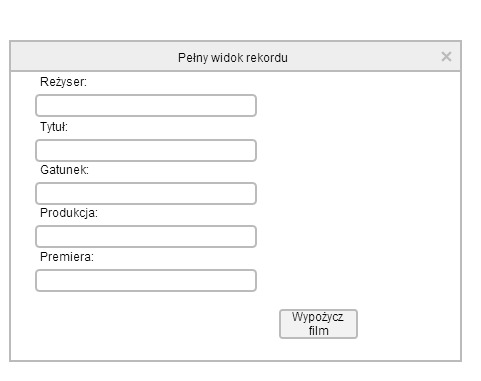 Pełny widok rekordu
Reżyser:
Tytuł:
Gatunek:
Produkcja:
Premiera:
Wypożycz
film